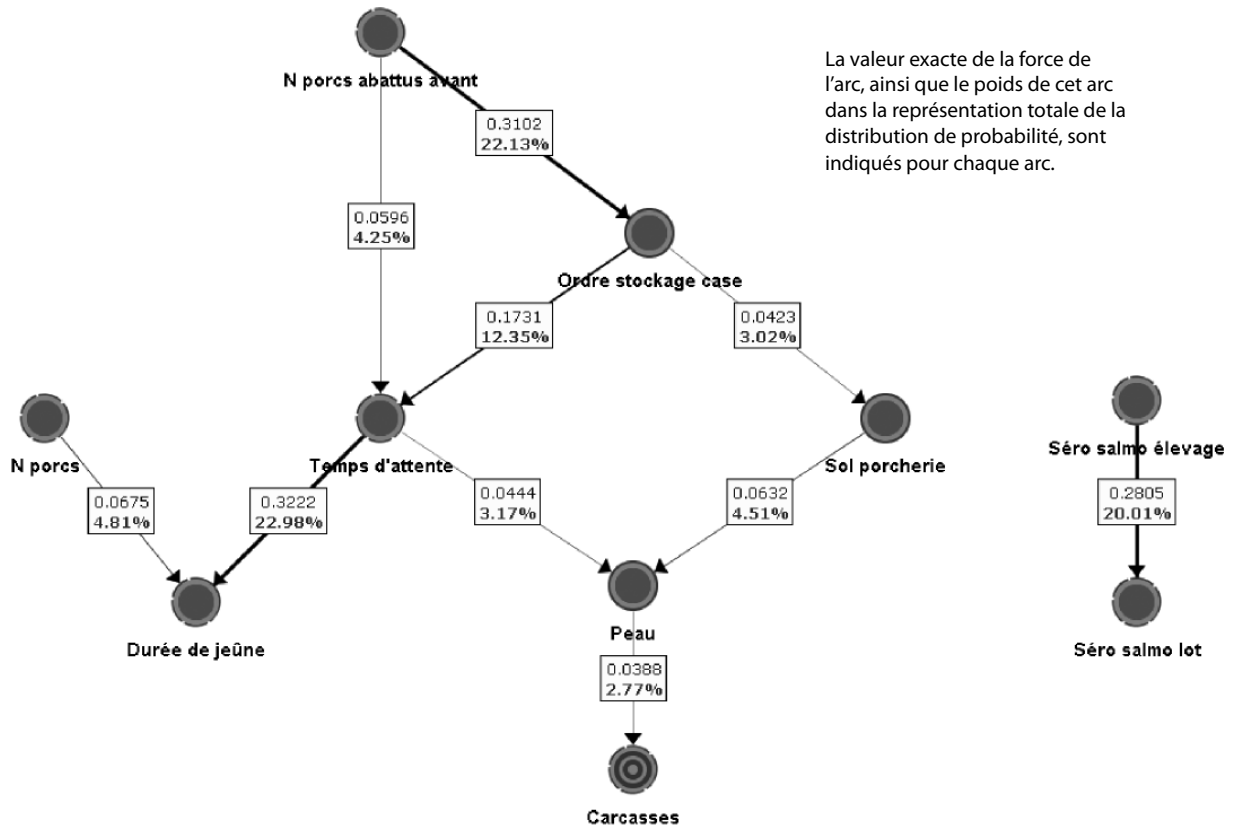 La valeur exacte de la force de
l'arc, ainsi que le poids de cet arc
dans la représentation totale de la
distribution de probabilité, sont
indiqués pour chaque arc.
N porcs abattus avant
0.3102
22.13%
0.0596
4.25%
Ordre stockage case
0.1731
12.35%
0.0423
3.02%
N porcs
Temps d'attente
Sol porcherie
Séro salmo élevage
0.0675
4.81%
0.3222
22.98%
0.0444
3.17%
0.0632
4.51%
0.2805
20.01%
Durée de jeûne
Peau
Séro salmo lot
0.0388
2.77%
Carcasses